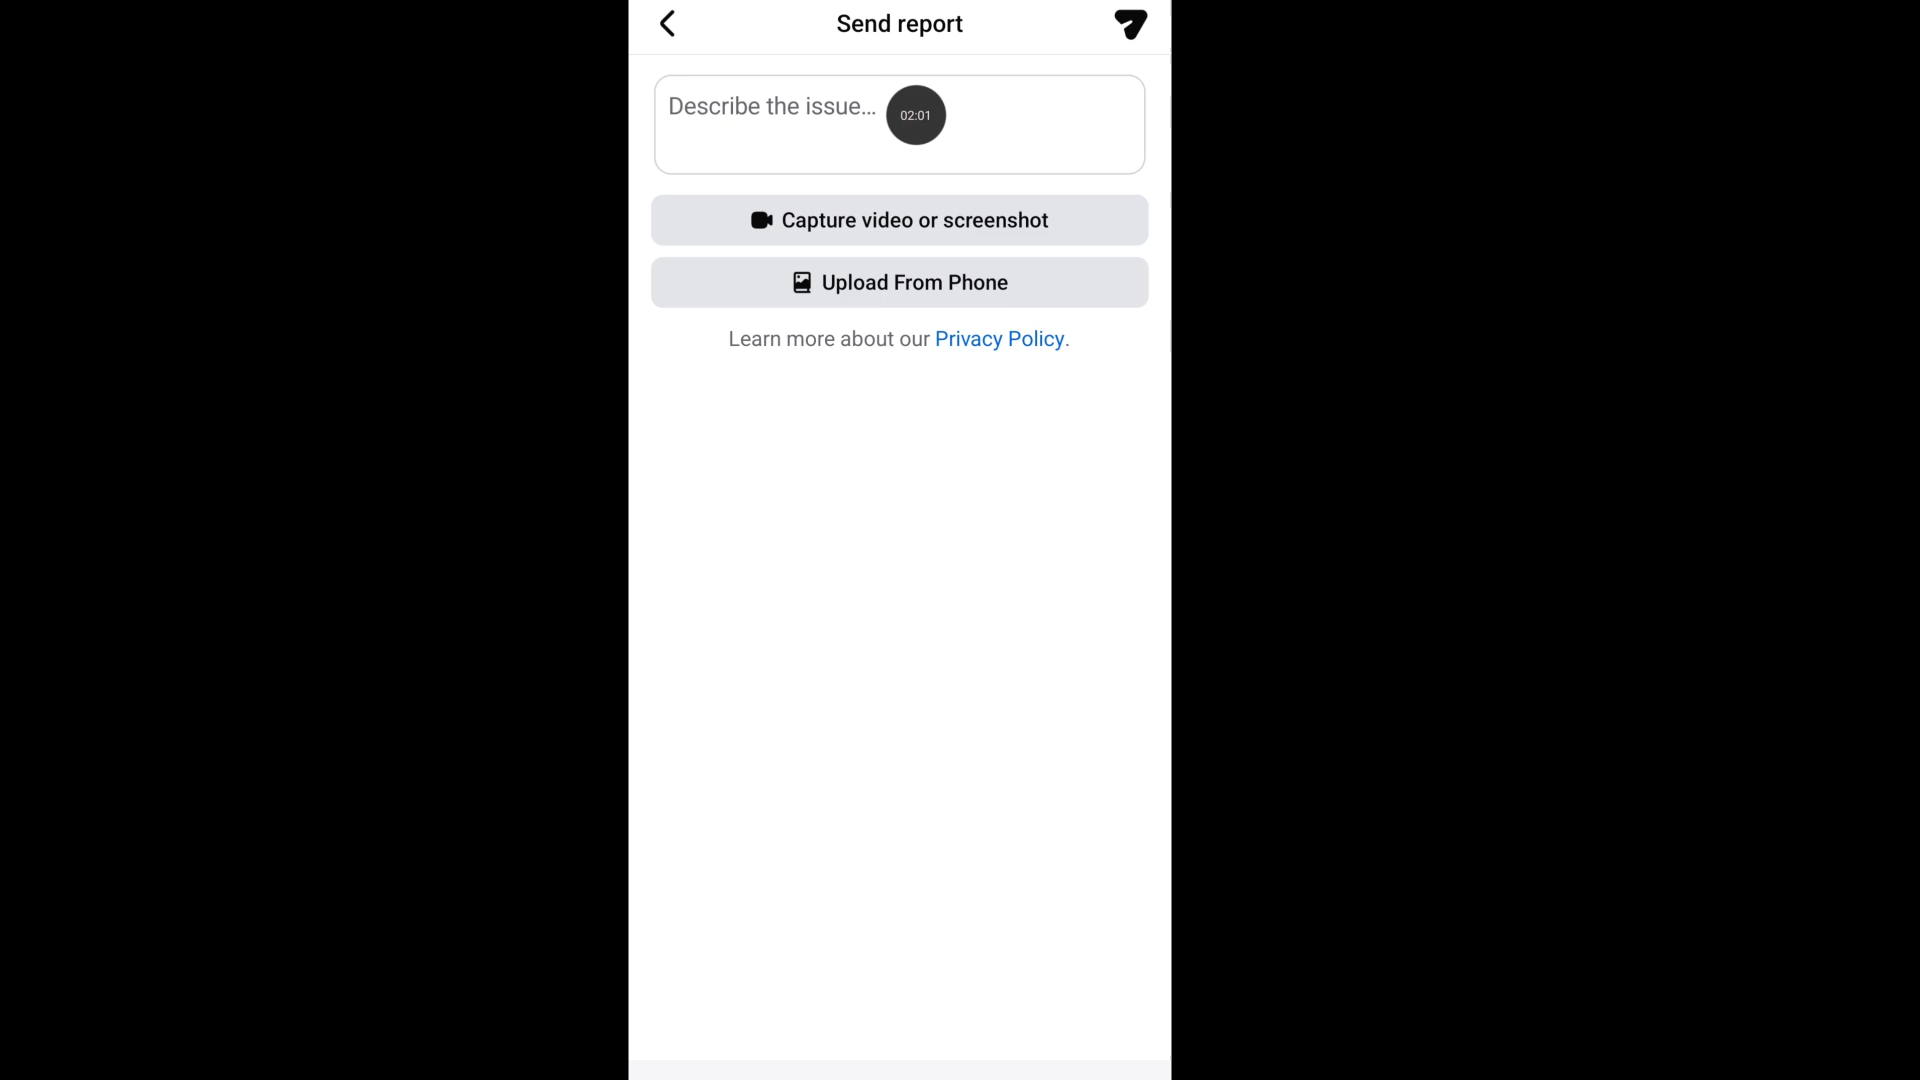 Send report
Describe the issue...
02:01
Capture video or screenshot
Upload From Phone
Learn more about our Privacy Policy.